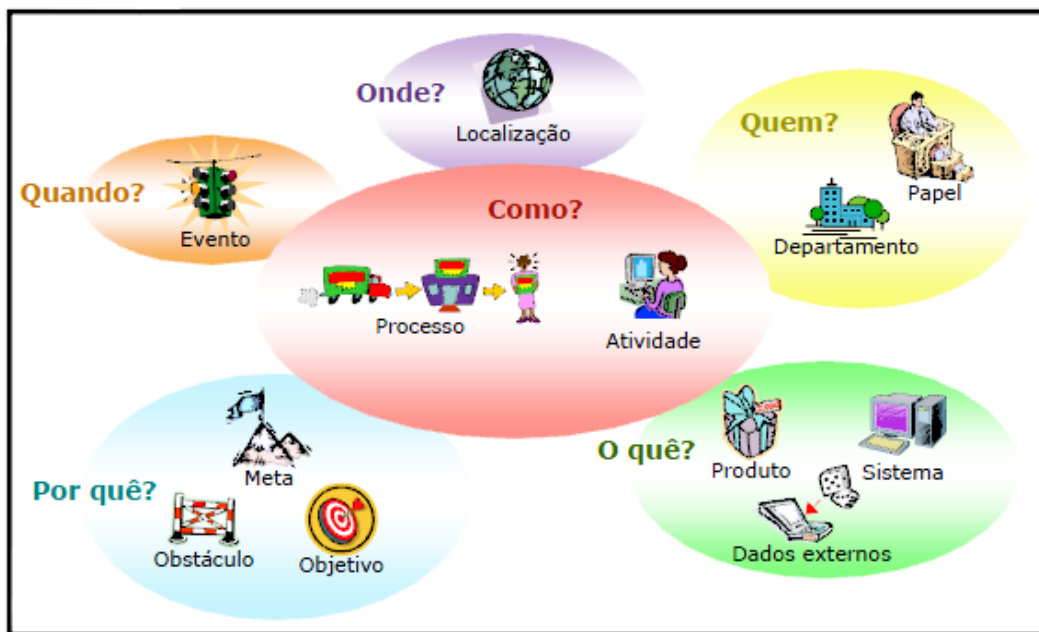 Onde?
Localização
Quem?
Papel
Departamento
Quando?
Evento
Como?
Processo
Atividade
Por quê?
Meta
Obstáculo
Objetivo
O quê?
Produto
Sistema
Dados externos